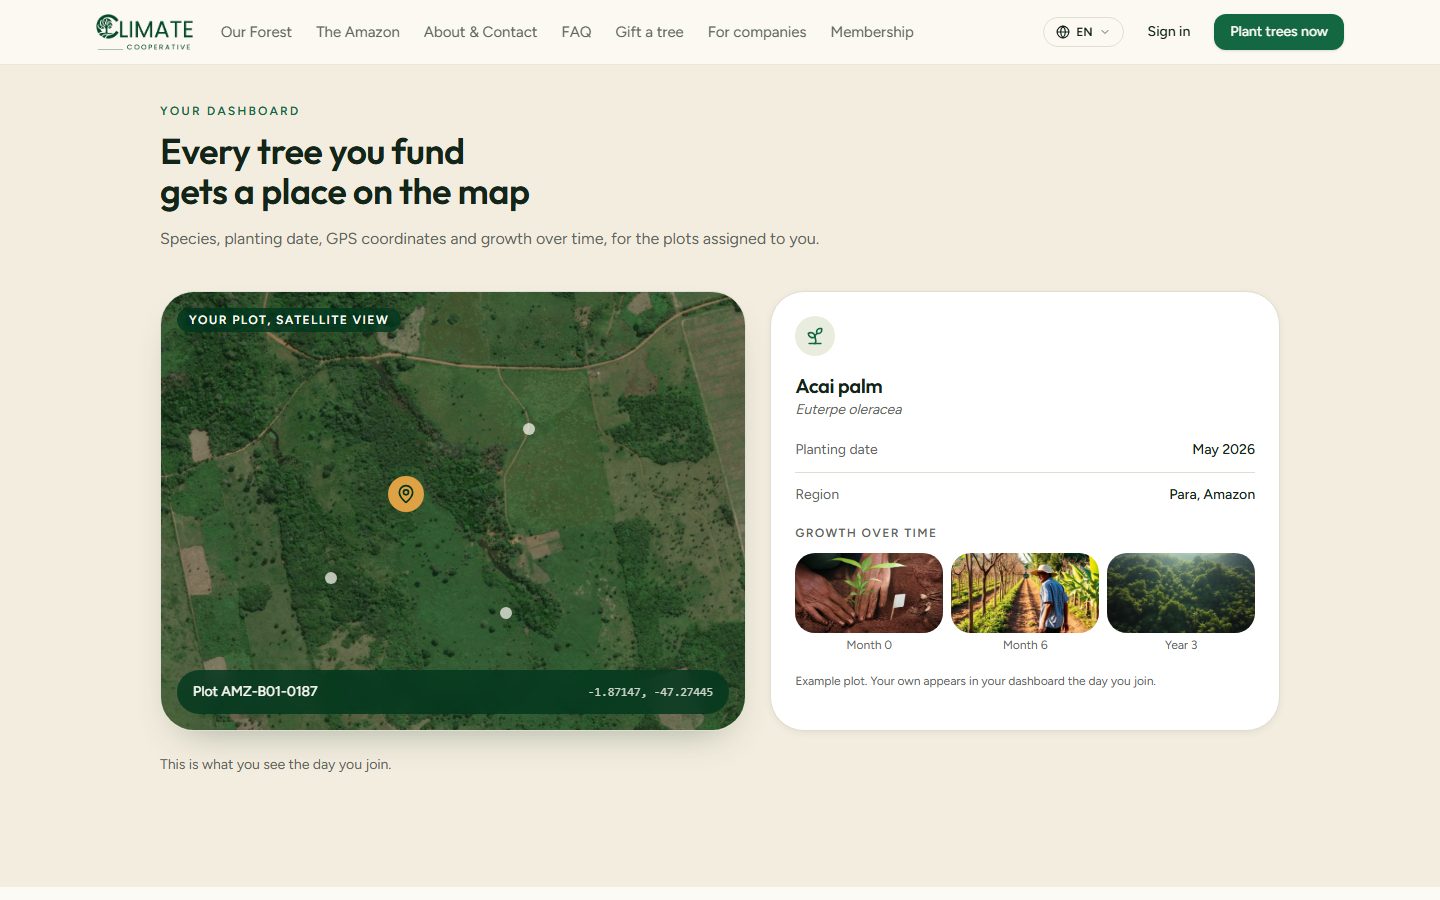 CLIMATE
COOPERATIVE
Our Forest
The Amazon
About & Contact
FAQ
Gift a tree
For companies
Membership
EN
Sign in
Plant trees now
YOUR DASHBOARD
Every tree you fund
gets a place on the map
Species, planting date, GPS coordinates and growth over time, for the plots assigned to you.
YOUR PLOT, SATELLITE VIEW
Plot AMZ-B01-0187
-1.87147, -47.27445
Acai palm
Euterpe oleracea
Planting date
May 2026
Region
Para, Amazon
GROWTH OVER TIME
Month 0
Month 6
Year 3
Example plot. Your own appears in your dashboard the day you join.
This is what you see the day you join.